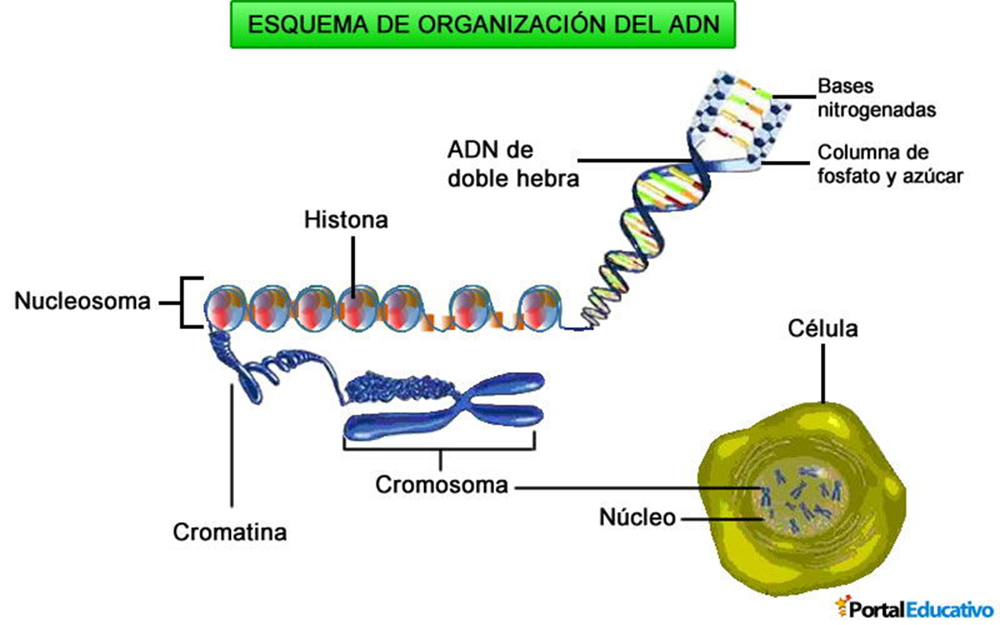 ESQUEMA DE ORGANIZACIÓN DEL ADN
Bases
nitrogenadas
ADN de
doble hebra
Columna de
fosfato y azúcar
Histona
Nucleosoma
Célula
Cromosoma
Núcleo
Cromatina
PortalEducativo